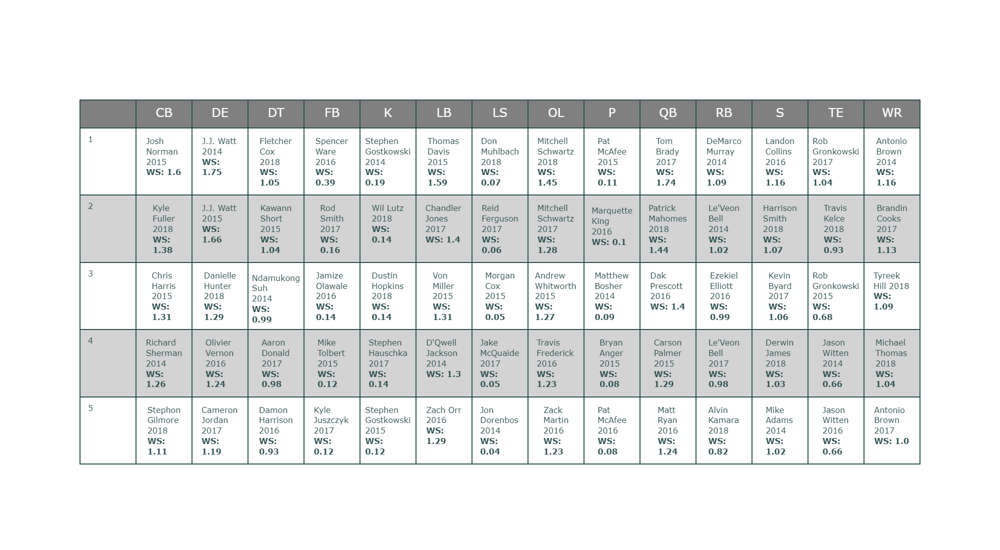 CB DE DT FB K LB LS OL P QB RB S TE WR
1
Josh
Norman
2015
WS: 1.6
J.J. Watt
2014
WS:
1.75
Fletcher
Cox
2018
WS:
1.05
Spencer
Ware
2016
WS:
0.39
Stephen
Gostkowski
2014
WS:
0.19
Thomas
Davis
2015
WS:
1.59
Don
Muhlbach
2018
WS:
0.07
Mitchell
Schwartz
2018
WS:
1.45
Pat
McAfee
2015
WS:
0.11
Tom
Brady
2017
WS:
1.74
DeMarco
Murray
2014
WS:
1.09
Landon
Collins
2016
WS:
1.16
Rob
Gronkowski
2017
WS:
1.04
Antonio
Brown
2014
WS:
1.16
2
Kyle
Fuller
2018
WS:
1.38
J.J. Watt
2015
WS:
1.66
Kawann
Short
2015
WS:
1.04
Rod
Smith
2017
WS:
0.16
Wil Lutz
2018
WS:
0.14
Chandler
Jones
2017
WS: 1.4
Reid
Ferguson
2017
WS:
0.06
Mitchell
Schwartz
2017
WS:
1.28
Marquette
King
2016
WS: 0.1
Patrick
Mahomes
2018
WS:
1.44
Le'Veon
Bell
2014
WS:
1.02
Harrison
Smith
2018
WS:
1.07
Travis
Kelce
2018
WS:
0.93
Brandin
Cooks
2017
WS:
1.13
3
Chris
Harris
2015
WS:
1.31
Danielle
Hunter
2018
WS:
1.29
Ndamukong
Suh
2014
WS:
0.99
Jamize
Olawale
2016
WS:
0.14
Dustin
Hopkins
2018
WS:
0.14
Von
Miller
2015
WS:
1.31
Morgan
Cox
2015
WS:
0.05
Andrew
Whitworth
2015
WS:
1.27
Matthew
Bosher
2014
WS:
0.09
Dak
Prescott
2016
WS: 1.4
Ezekiel
Elliott
2016
WS:
0.99
Kevin
Byard
2017
WS:
1.06
Rob
Gronkowski
2015
WS:
0.68
Tyreek
Hill 2018
WS:
1.09
4
Richard
Sherman
2014
WS:
1.26
Olivier
Vernon
2016
WS:
1.24
Aaron
Donald
2017
WS:
0.98
Mike
Tolbert
2015
WS:
0.12
Stephen
Hauschka
2017
WS:
0.14
D'Qwell
Jackson
2014
WS: 1.3
Jake
McQuaide
2017
WS:
0.05
Travis
Frederick
2016
WS:
1.23
Bryan
Anger
2015
WS:
0.08
Carson
Palmer
2015
WS:
1.29
Le'Veon
Bell
2017
WS:
0.98
Derwin
James
2018
WS:
1.03
Jason
Witten
2014
WS:
0.66
Michael
Thomas
2018
WS:
1.04
5
Stephon
Gilmore
2018
WS:
1.11
Cameron
Jordan
2017
WS:
1.19
Damon
Harrison
2016
WS:
0.93
Kyle
Juszczyk
2017
WS:
0.12
Stephen
Gostkowski
2015
WS:
0.12
Zach Orr
2016
WS:
1.29
Jon
Dorenbos
2014
WS:
0.04
Zack
Martin
2016
WS:
1.23
Pat
McAfee
2016
WS:
0.08
Matt
Ryan
2016
WS:
1.24
Alvin
Kamara
2018
WS:
0.82
Mike
Adams
2014
WS:
1.02
Jason
Witten
2016
WS:
0.66
Antonio
Brown
2017
WS: 1.0